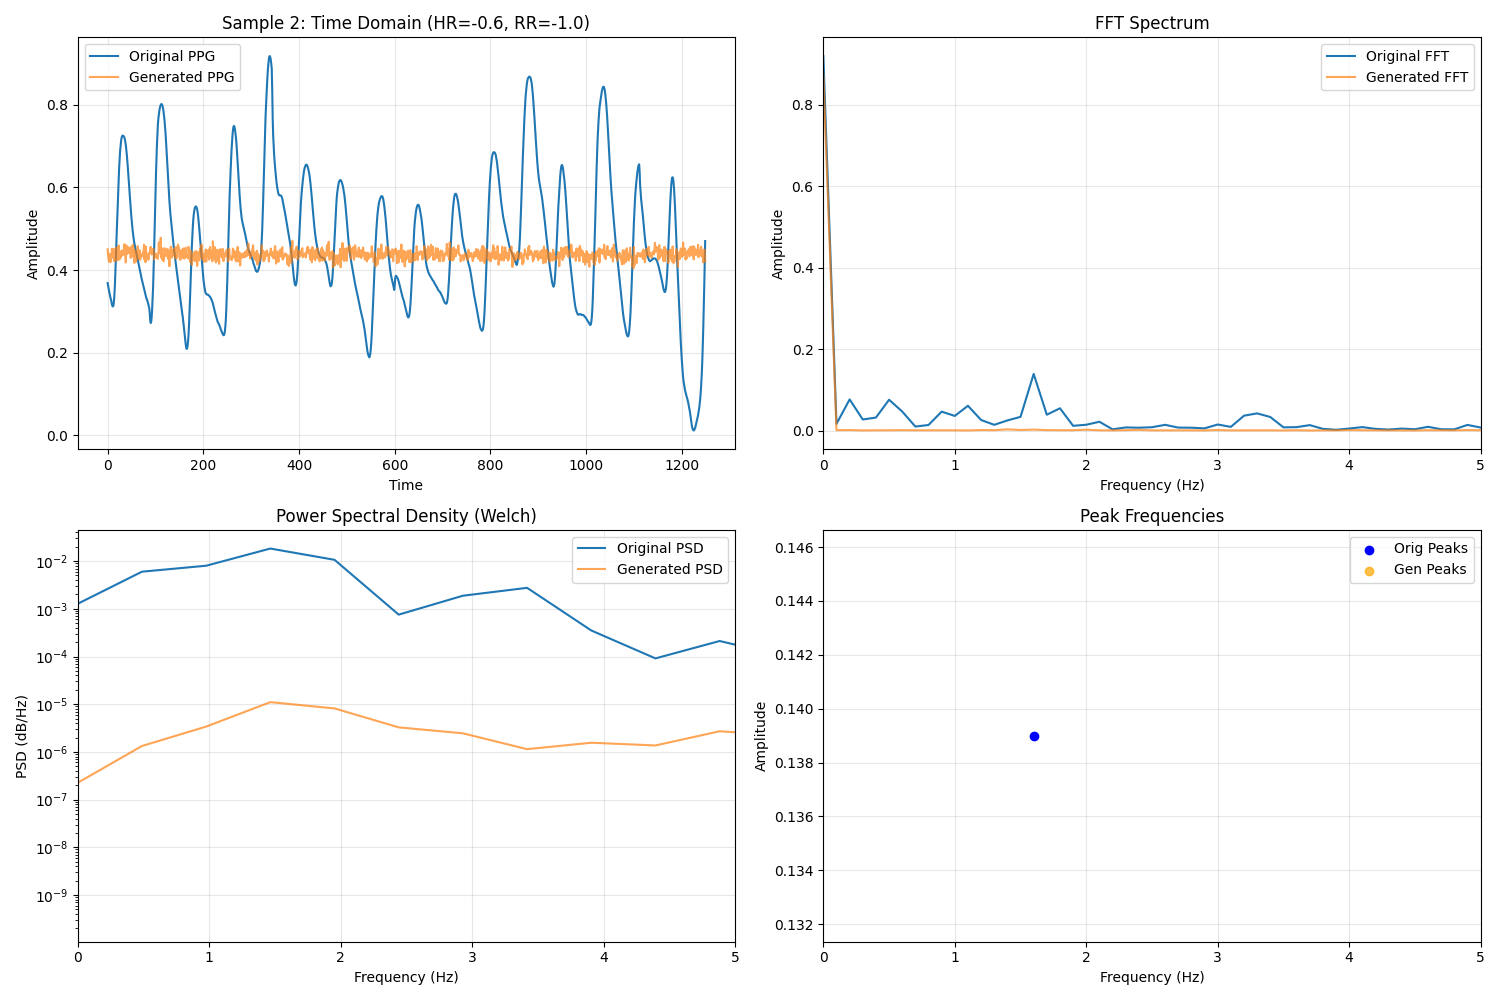 Sample 2: Time Domain (HR=-0.6, RR=-1.0)
Original PPG
Generated PPG
Amplitude
0.8
0.6
0.4
0.2
0.0
0 200 400 600 800 1000 1200
Time
FFT Spectrum
Original FFT
Generated FFT
Amplitude
0.8
0.6
0.4
0.2
0.0
0 1 2 3 4 5
Frequency (Hz)
Power Spectral Density (Welch)
Original PSD
Generated PSD
PSD (dB/Hz)
10⁻²
10⁻³
10⁻⁴
10⁻⁵
10⁻⁶
10⁻⁷
10⁻⁸
10⁻⁹
0 1 2 3 4 5
Frequency (Hz)
Peak Frequencies
Orig Peaks
Gen Peaks
Amplitude
0.146
0.144
0.142
0.140
0.138
0.136
0.134
0.132
0 1 2 3 4 5
Frequency (Hz)